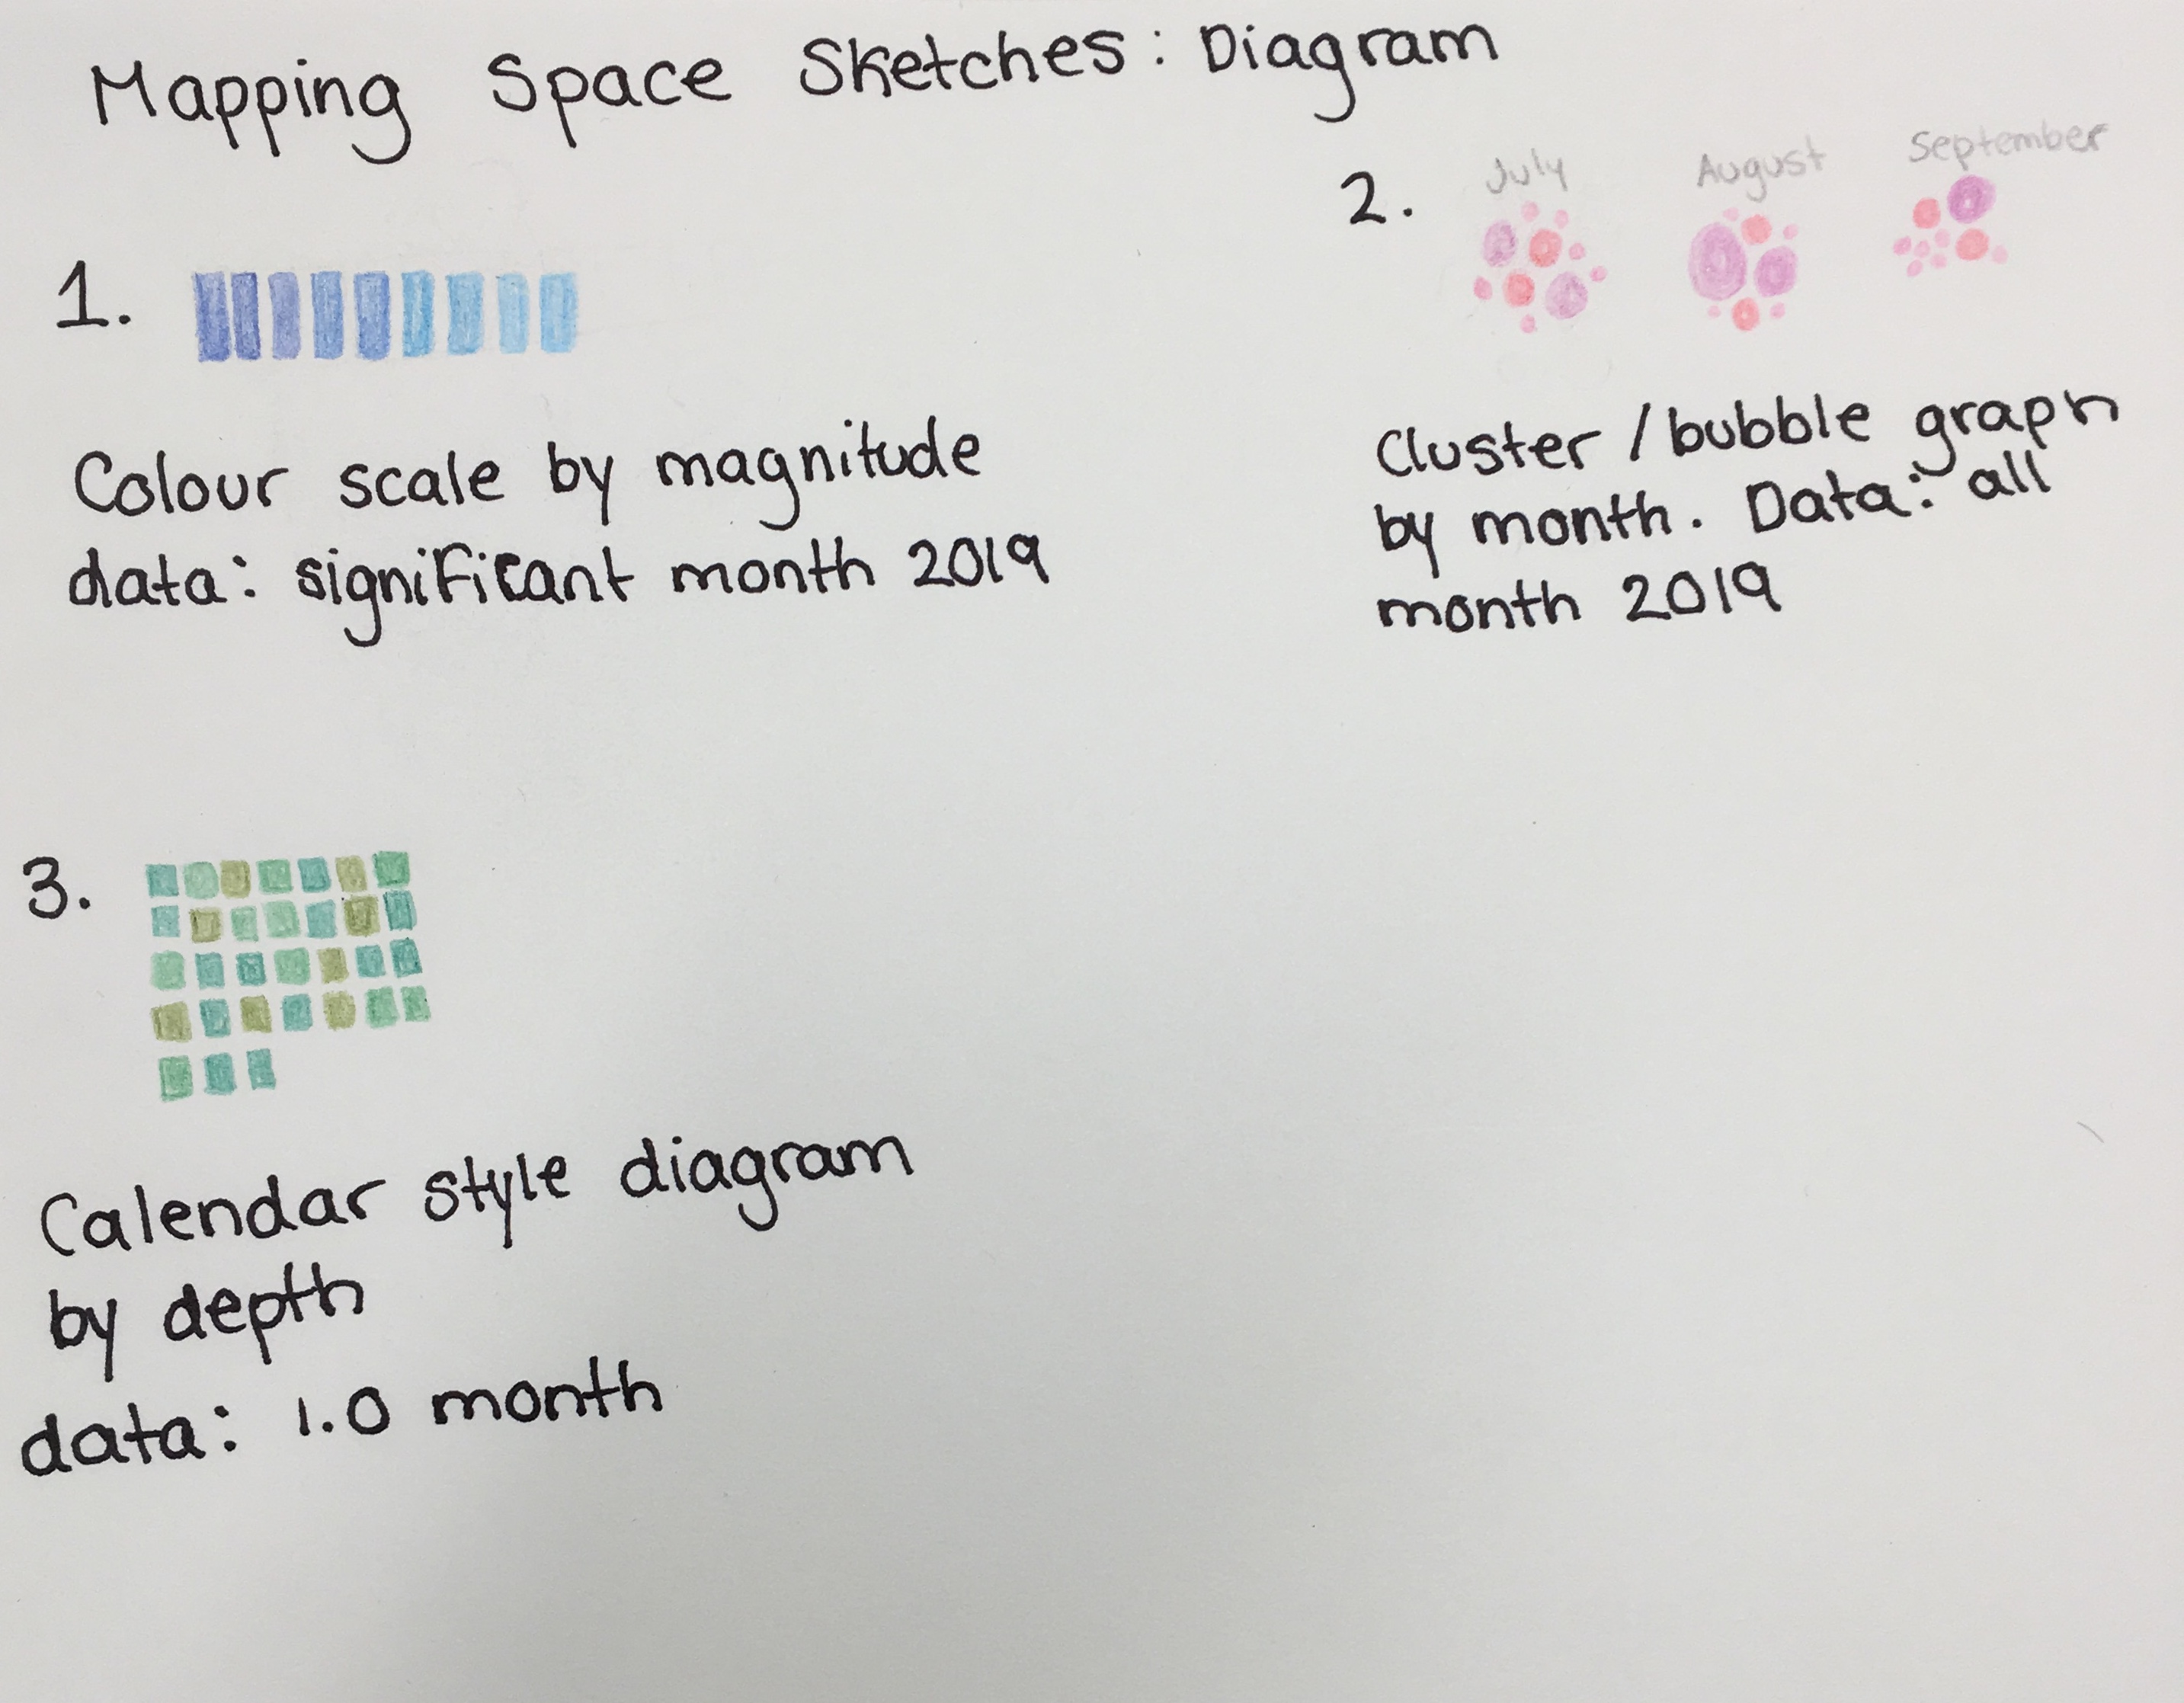 Mapping Space Sketches: Diagram
1.
Colour scale by magnitude
data: significant month 2019
2.
July August September
Cluster / bubble graph
by month. Data: all
month 2019
3.
Calendar style diagram
by depth
data: 1.0 month